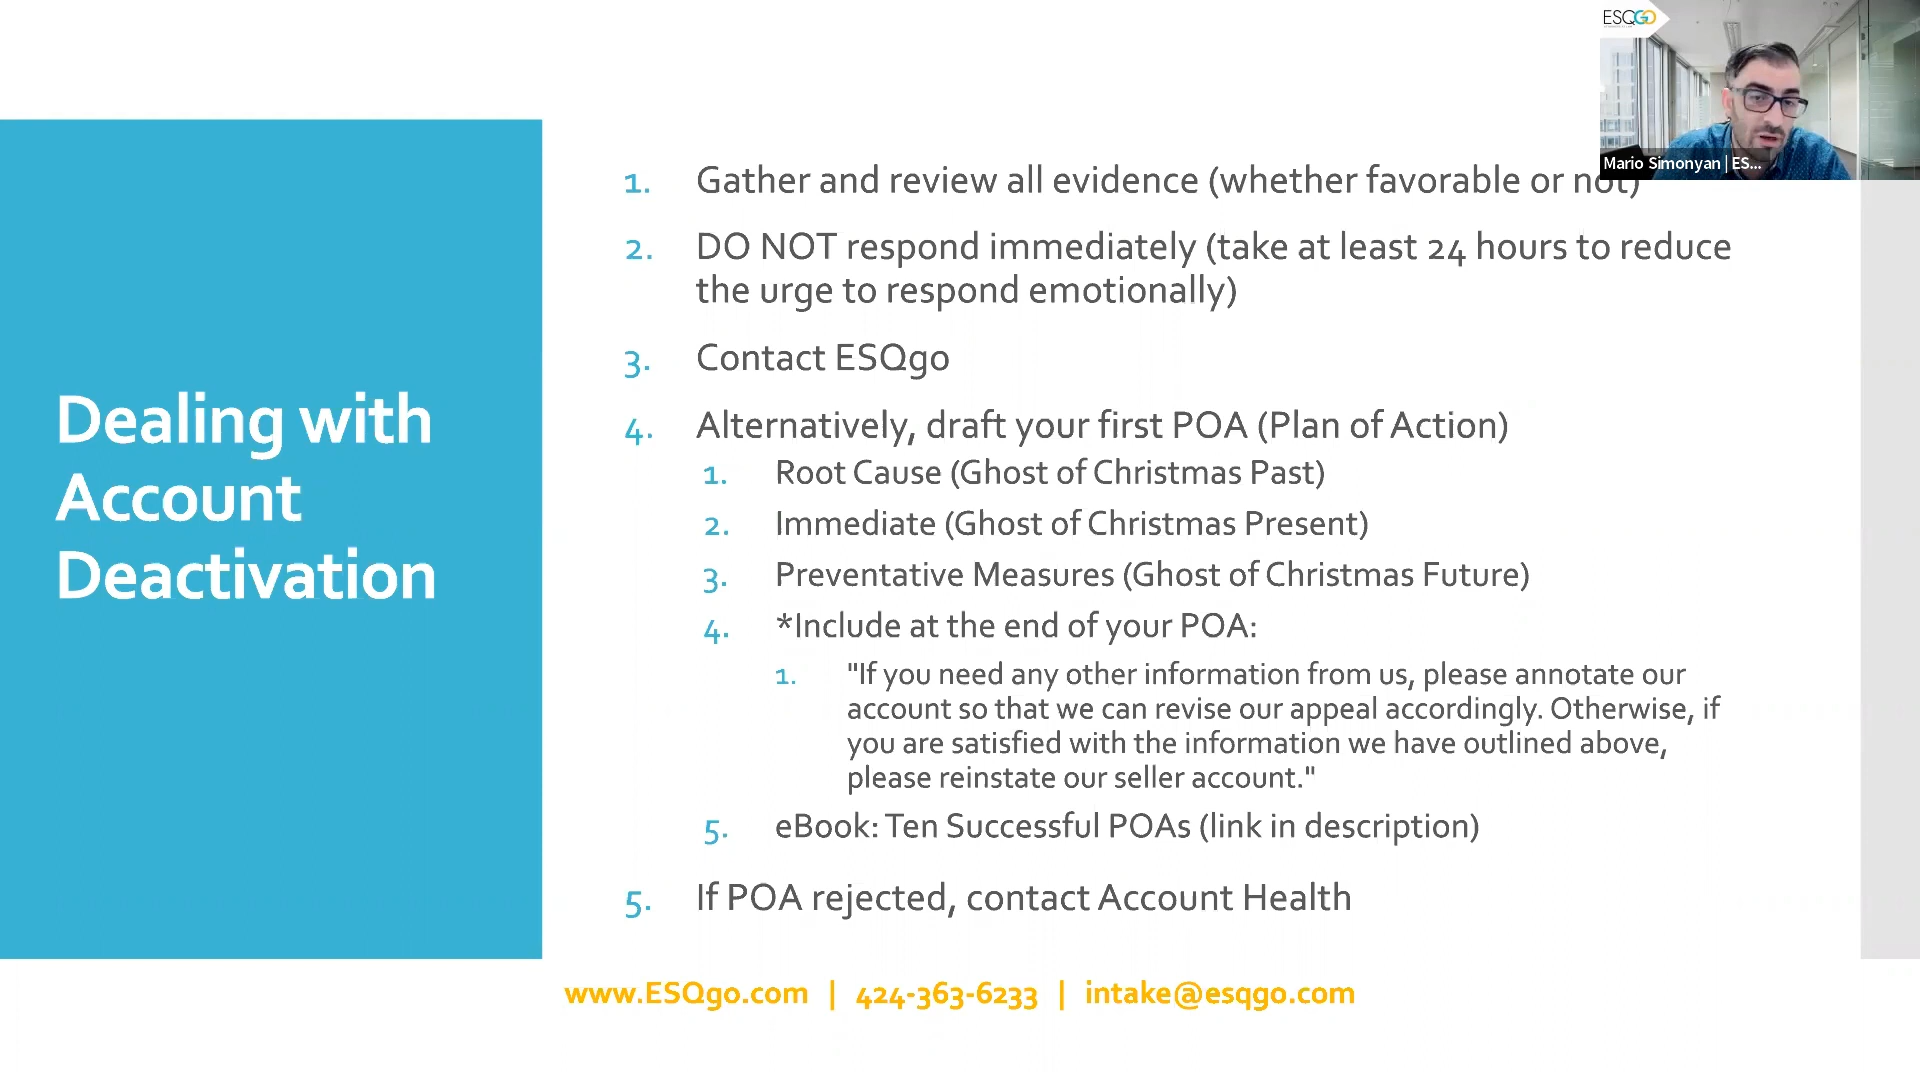 ESQGO
Mario Simonyan | ES...
Dealing with
Account
Deactivation
1. Gather and review all evidence (whether favorable or not)
2. DO NOT respond immediately (take at least 24 hours to reduce
the urge to respond emotionally)
3. Contact ESQgo
4. Alternatively, draft your first POA (Plan of Action)
1. Root Cause (Ghost of Christmas Past)
2. Immediate (Ghost of Christmas Present)
3. Preventative Measures (Ghost of Christmas Future)
4. *Include at the end of your POA:
1. "If you need any other information from us, please annotate our
account so that we can revise our appeal accordingly. Otherwise, if
you are satisfied with the information we have outlined above,
please reinstate our seller account."
5. eBook: Ten Successful POAs (link in description)
5. If POA rejected, contact Account Health
www.ESQgo.com | 424-363-6233 | intake@esqgo.com